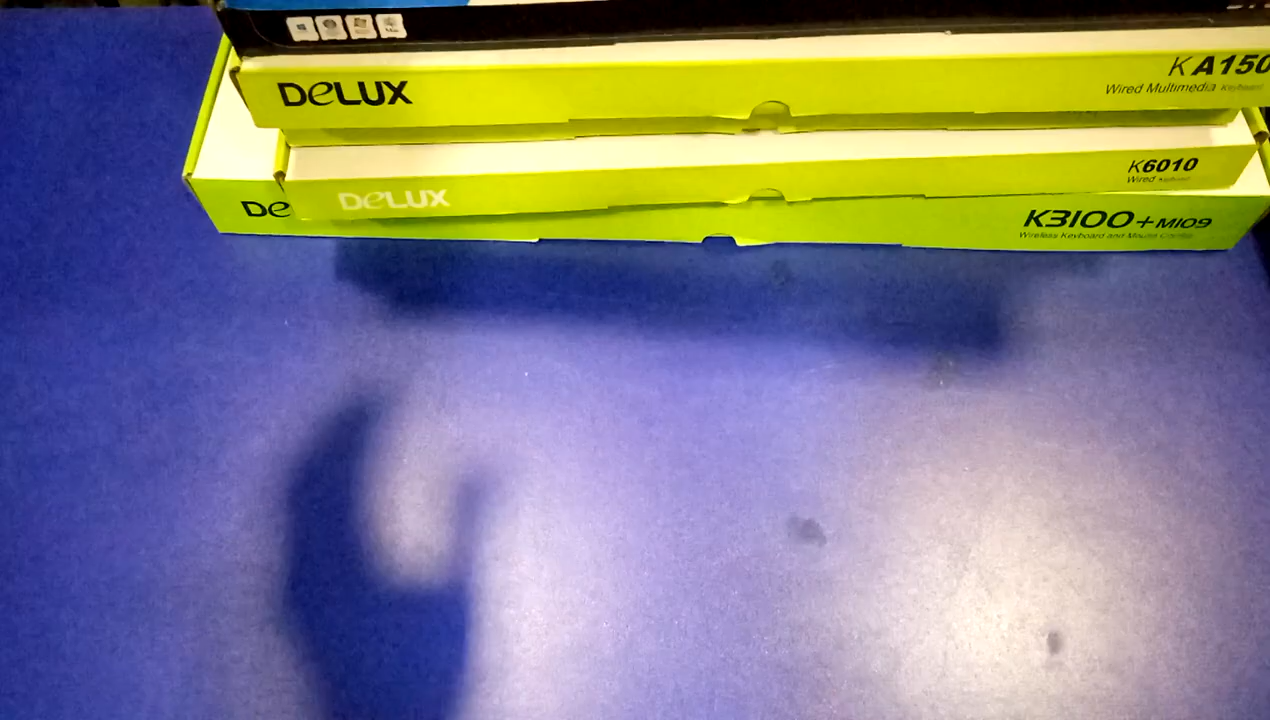 DeLUX
KA150
Wired Multimedia Keyboard
DeLUX
K6010
Wired Keyboard
De
K3100+M109
Wireless Keyboard and Mouse Combo